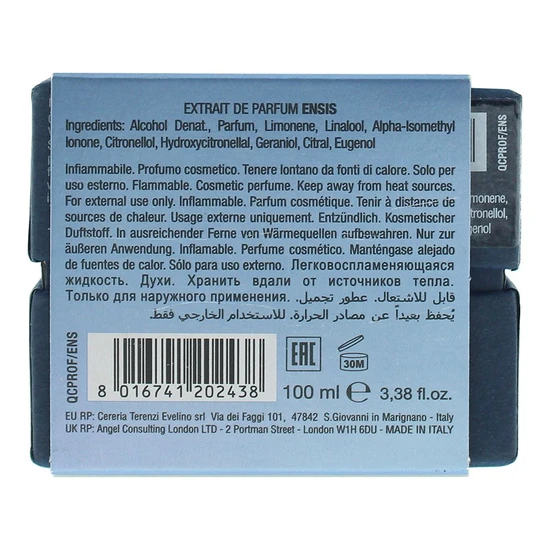 EXTRAIT DE PARFUM ENSIS
Ingredients: Alcohol Denat., Parfum, Limonene, Linalool, Alpha-Isomethyl
Ionone, Citronellol, Hydroxycitronellal, Geraniol, Citral, Eugenol
Infiammabile. Profumo cosmetico. Tenere lontano da fonti di calore. Solo per
uso esterno. Flammable. Cosmetic perfume. Keep away from heat sources.
For external use only. Inflammable. Parfum cosmétique. Tenir à distance de
sources de chaleur. Usage externe uniquement. Entzündlich. Kosmetischer
Duftstoff. In ausreichender Ferne von Wärmequellen aufbewahren. Nur zur
äußeren Anwendung. Inflamable. Perfume cosmético. Manténgase alejado
de fuentes de calor. Sólo para uso externo. Легковоспламеняющаяся
жидкость. Духи. Хранить вдали от источников тепла.
Только для наружного применения. قابل للاشتعال. عطور تجميل.
يُحفظ بعيداً عن مصادر الحرارة. للاستخدام الخارجي فقط.
QCPROF/ENS
8 016741 202438
EAC
30M
100 ml e 3,38 fl.oz.
EU RP: Cereria Terenzi Evelino srl Via dei Faggi 101, 47842 S.Giovanni in Marignano - Italy
UK RP: Angel Consulting London LTD - 2 Portman Street - London W1H 6DU - MADE IN ITALY
QCPROF/ENS
monene,
tronellol,
genol